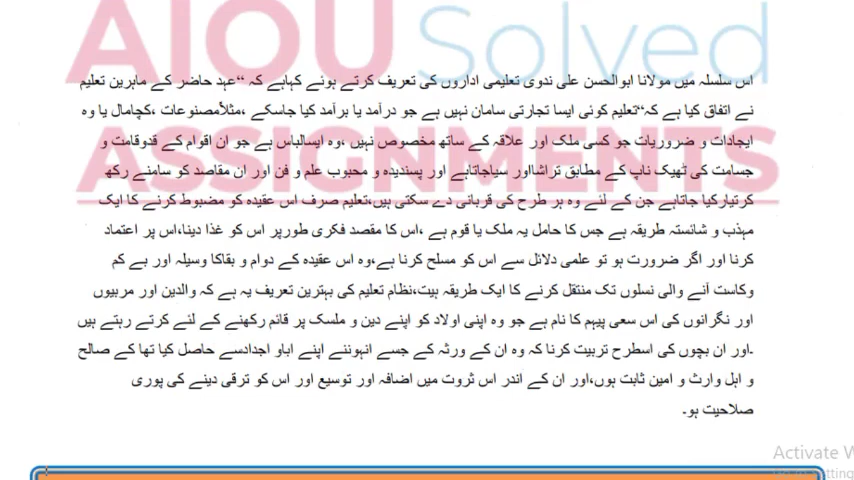 AIOU Solved
ASSIGNMENTS
اس سلسلہ میں مولانا ابوالحسن علی ندوی تعلیمی اداروں کی تعریف کرتے ہوئے کہاہے کہ “عہد حاضر کے ماہرین تعلیم
نے اتفاق کیا ہے کہ“تعلیم کوئی ایسا تجارتی سامان نہیں ہے جو درآمد یا برآمد کیا جاسکے ،مثلاًمصنوعات ،کچامال یا وہ
ایجادات و ضروریات جو کسی ملک اور علاقہ کے ساتھ مخصوص نہیں ،وہ ایسالباس ہے جو ان اقوام کے قدوقامت و
جسامت کی ٹھیک ناپ کے مطابق تراشااور سیاجاتاہے اور پسندیدہ و محبوب علم و فن اور ان مقاصد کو سامنے رکھ
کرتیارکیا جاتاہے جن کے لئے وہ ہر طرح کی قربانی دے سکتی ہیں،تعلیم صرف اس عقیدہ کو مضبوط کرنے کا ایک
مہذب و شائستہ طریقہ ہے جس کا حامل یہ ملک یا قوم ہے ،اس کا مقصد فکری طورپر اس کو غذا دینا،اس پر اعتماد
کرنا اور اگر ضرورت ہو تو علمی دلائل سے اس کو مسلح کرنا ہے،وہ اس عقیدہ کے دوام و بقاکا وسیلہ اور بے کم
وکاست آنے والی نسلوں تک منتقل کرنے کا ایک طریقہ ہیت،نظام تعلیم کی بہترین تعریف یہ ہے کہ والدین اور مربیوں
اور نگرانوں کی اس سعی پیہم کا نام ہے جو وہ اپنی اولاد کو اپنے دین و ملسک پر قائم رکھنے کے لئے کرتے رہتے ہیں
۔اور ان بچوں کی اسطرح تربیت کرنا کہ وہ ان کے ورثہ کے جسے انہوننے اپنے اباو اجدادسے حاصل کیا تھا کے صالح
و اہل وارث و امین ثابت ہوں،اور ان کے اندر اس ثروت میں اضافہ اور توسیع اور اس کو ترقی دینے کی پوری
صلاحیت ہو۔
Activate W